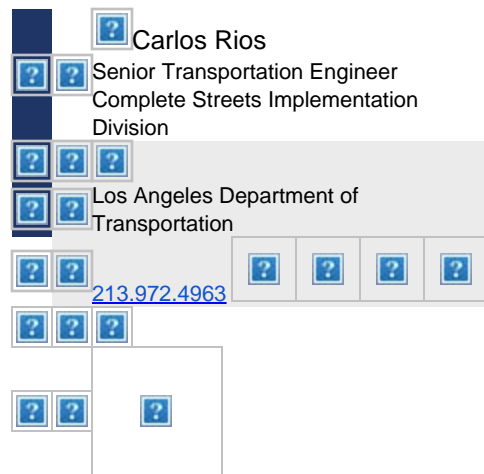 Carlos Rios
Senior Transportation Engineer
Complete Streets Implementation
Division
Los Angeles Department of
Transportation
213.972.4963